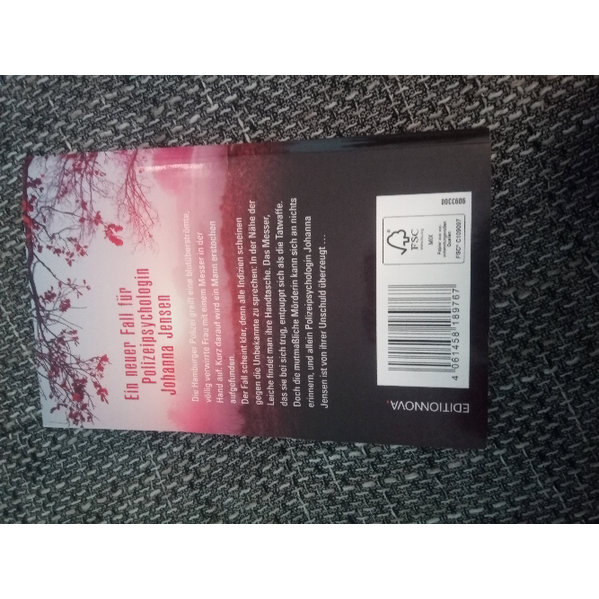 Ein neuer Fall für
Polizeipsychologin
Johanna Jensen
Die Hamburger Polizei greift eine blutüberströmte,
völlig verwirrte Frau mit einem Messer in der
Hand auf. Kurz darauf wird ein Mann erstochen
aufgefunden.
Der Fall scheint klar, denn alle Indizien scheinen
gegen die Unbekannte zu sprechen: In der Nähe der
Leiche findet man ihre Handtasche. Das Messer,
das sie bei sich trug, entpuppt sich als die Tatwaffe.
Doch die mutmaßliche Mörderin kann sich an nichts
erinnern, und allein Polizeipsychologin Johanna
Jensen ist von ihrer Unschuld überzeugt ...
EDITIONNOVA.
4 061458 189767
FSC
MIX
FSC® C109007